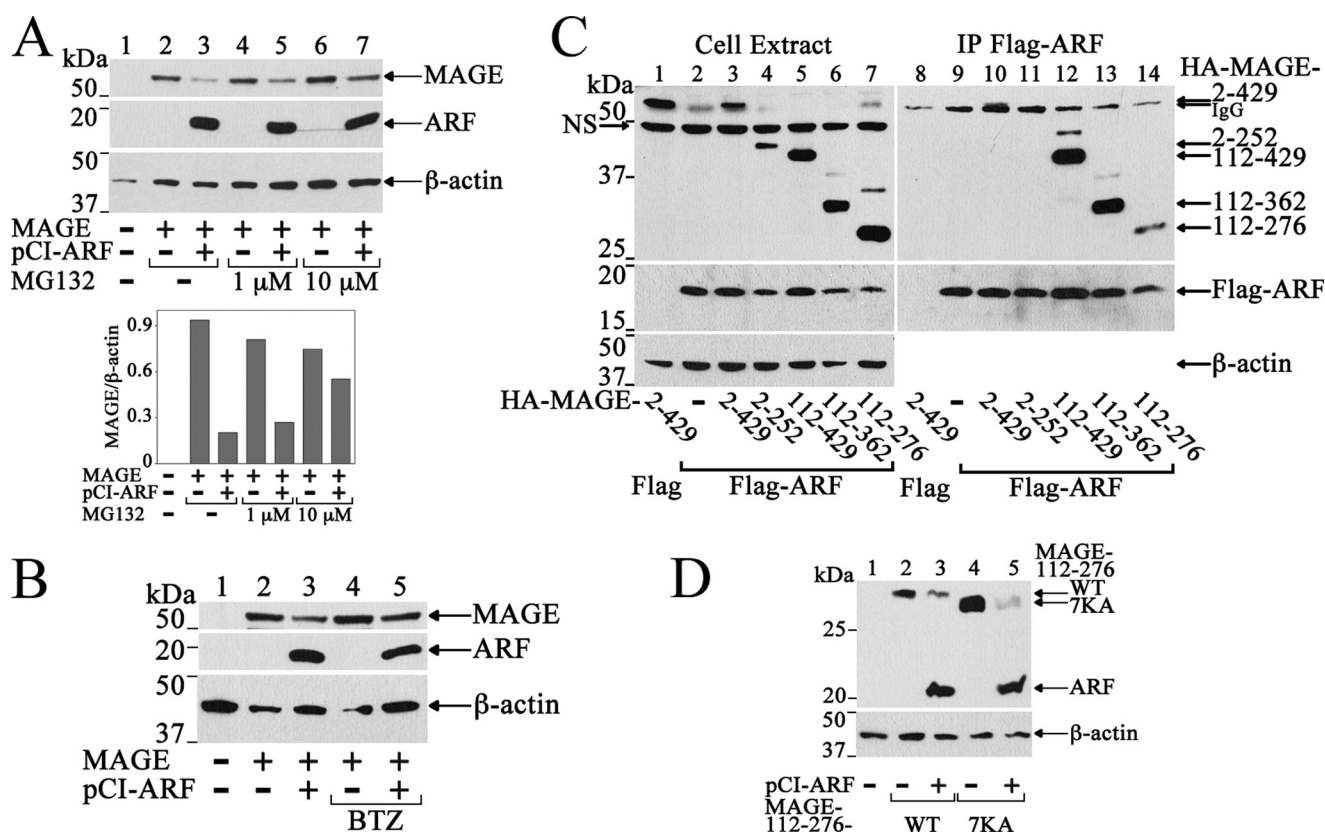 A
1 2 3 4 5 6 7
kDa
50
MAGE
20
ARF
50
β-actin
37
MAGE - + + + + + +
pCI-ARF - - + - + - +
MG132 - - 1 μM 10 μM
MAGE/β-actin
0.9
0.6
0.3
0
MAGE - + + + + + +
pCI-ARF - - + - + - +
MG132 - - 1 μM 10 μM
B
1 2 3 4 5
kDa
50
MAGE
20
ARF
50
β-actin
37
MAGE - + + + +
pCI-ARF - - + - +
BTZ
C
Cell Extract IP Flag-ARF
kDa 1 2 3 4 5 6 7 8 9 10 11 12 13 14 HA-MAGE-
50
2-429
IgG
NS
2-252
112-429
37
112-362
112-276
25
20
Flag-ARF
15
50
β-actin
37
HA-MAGE- 2-429 - 2-429 2-252 112-429 112-362 112-276 2-429 - 2-429 2-252 112-429 112-362 112-276
Flag Flag-ARF Flag Flag-ARF
D
kDa 1 2 3 4 5
MAGE-
112-276
WT
7KA
25
ARF
20
50
β-actin
37
pCI-ARF - - + - +
MAGE-
112-276- WT 7KA